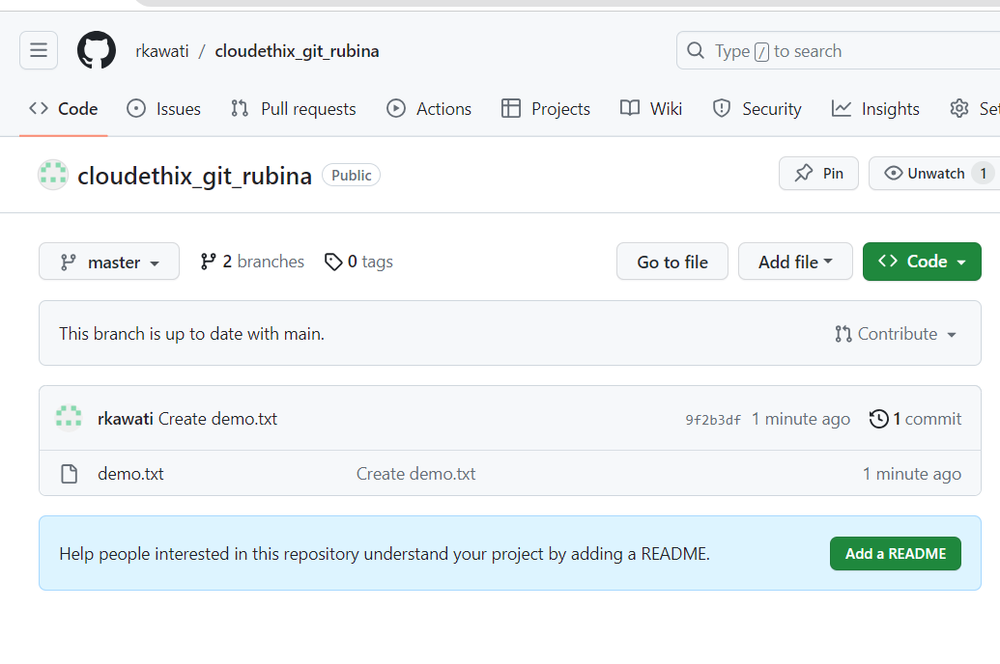 rkawati / cloudethix_git_rubina
Type / to search
Code Issues Pull requests Actions Projects Wiki Security Insights
cloudethix_git_rubina Public Pin Unwatch 1
master 2 branches 0 tags Go to file Add file Code
This branch is up to date with main. Contribute
rkawati Create demo.txt 9f2b3df 1 minute ago 1 commit
demo.txt Create demo.txt 1 minute ago
Help people interested in this repository understand your project by adding a README. Add a README